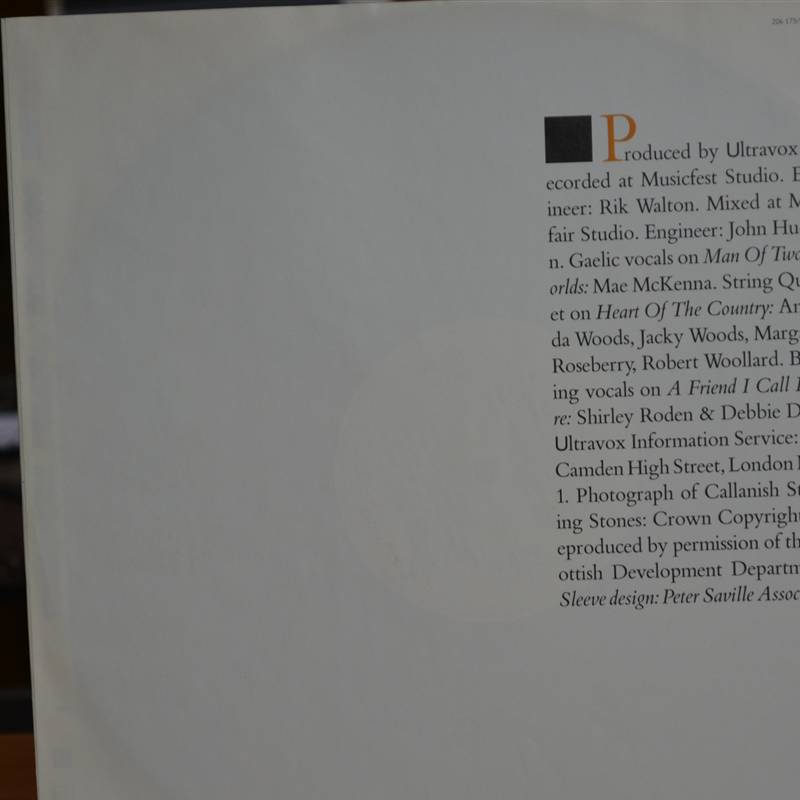 206 175
Produced by Ultravox
ecorded at Musicfest Studio. E
ineer: Rik Walton. Mixed at M
fair Studio. Engineer: John Hu
n. Gaelic vocals on Man Of Two
orlds: Mae McKenna. String Qu
et on Heart Of The Country: An
da Woods, Jacky Woods, Marg
Roseberry, Robert Woollard. B
ing vocals on A Friend I Call
re: Shirley Roden & Debbie D
Ultravox Information Service:
Camden High Street, London
1. Photograph of Callanish St
ing Stones: Crown Copyright
eproduced by permission of th
ottish Development Departm
Sleeve design: Peter Saville Assoc